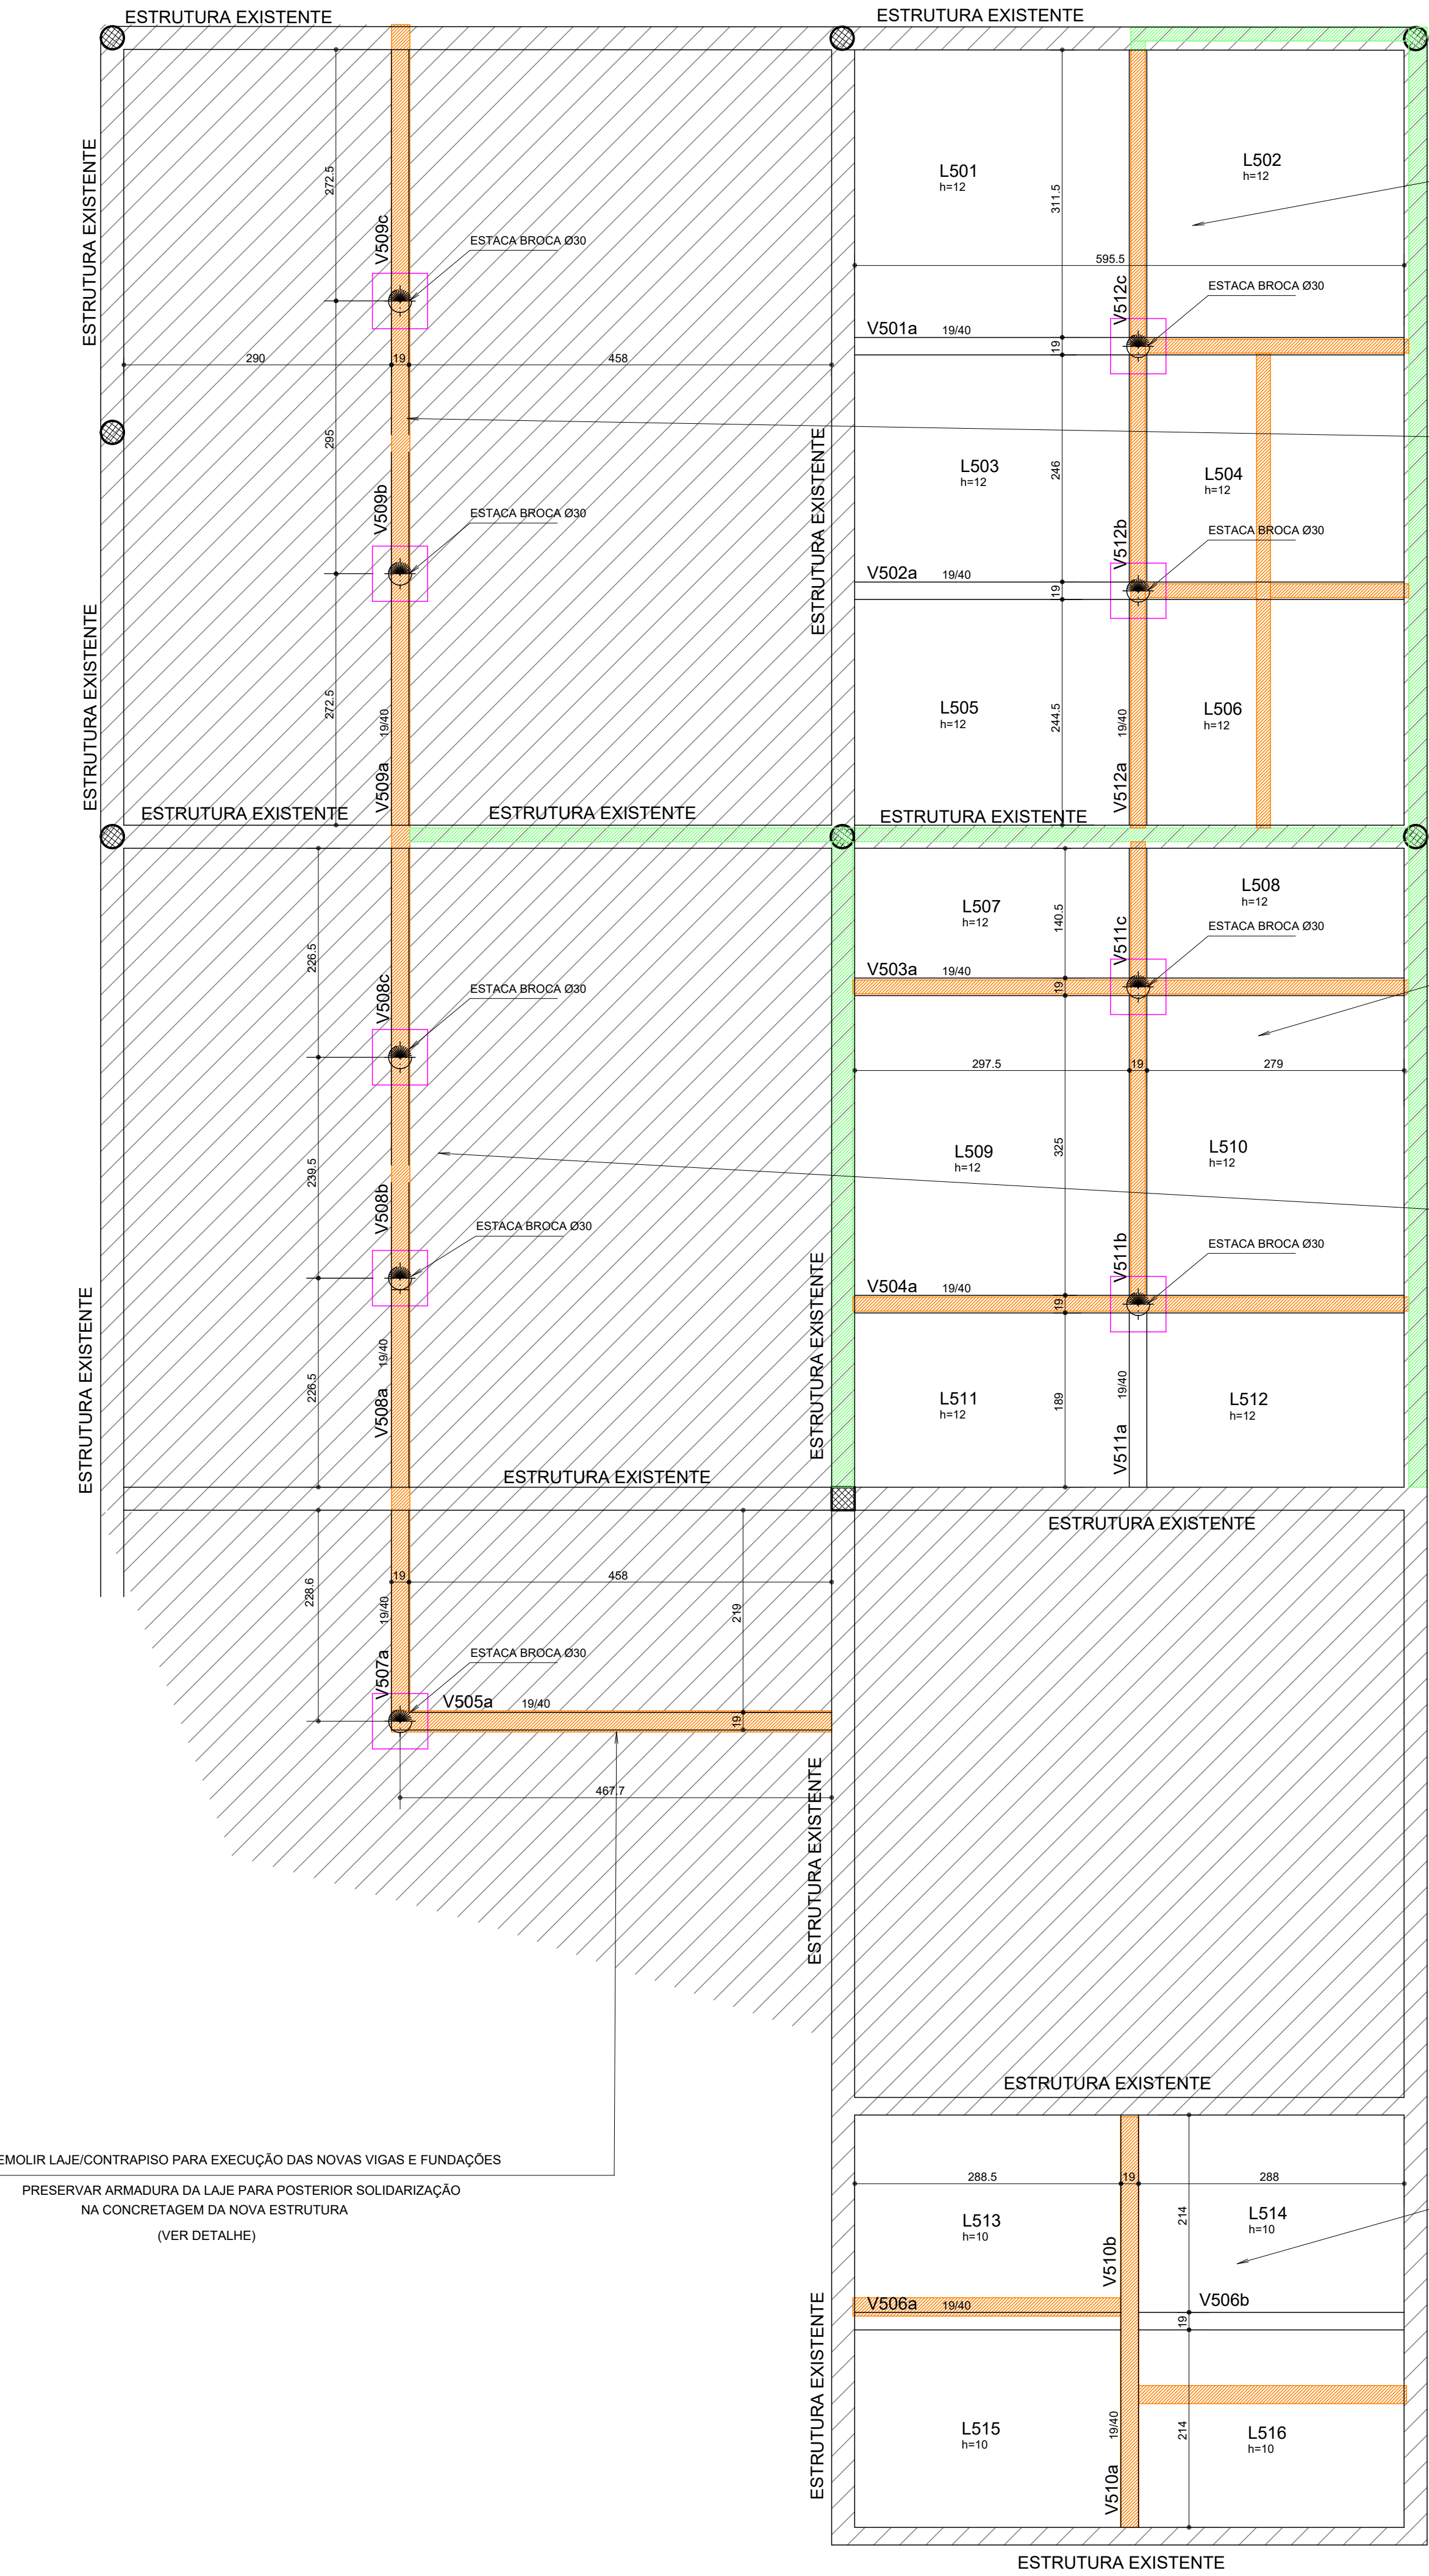 ESTRUTURA EXISTENTE
ESTRUTURA EXISTENTE
ESTRUTURA EXISTENTE
272.5
V509c
ESTACA BROCA Ø30
L501
h=12
L502
h=12
311.5
595.5
V512c
ESTACA BROCA Ø30
V501a 19/40
19
290
19
458
295
ESTRUTURA EXISTENTE
L503
h=12
246
L504
h=12
V509b
ESTACA BROCA Ø30
V512b
ESTACA BROCA Ø30
V502a 19/40
19
ESTRUTURA EXISTENTE
272.5
19/40
V509a
L505
h=12
244.5
19/40
V512a
L506
h=12
ESTRUTURA EXISTENTE
ESTRUTURA EXISTENTE
ESTRUTURA EXISTENTE
226.5
V508c
ESTACA BROCA Ø30
L507
h=12
140.5
V511c
L508
h=12
ESTACA BROCA Ø30
V503a 19/40
19
297.5
19
279
239.5
L509
h=12
325
L510
h=12
V508b
ESTACA BROCA Ø30
V511b
ESTACA BROCA Ø30
V504a 19/40
19
ESTRUTURA EXISTENTE
ESTRUTURA EXISTENTE
226.5
19/40
V508a
L511
h=12
189
19/40
V511a
L512
h=12
ESTRUTURA EXISTENTE
ESTRUTURA EXISTENTE
228.6
19
458
19/40
219
V507a
ESTACA BROCA Ø30
V505a 19/40
19
467.7
ESTRUTURA EXISTENTE
ESTRUTURA EXISTENTE
EMOLIR LAJE/CONTRAPISO PARA EXECUÇÃO DAS NOVAS VIGAS E FUNDAÇÕES
PRESERVAR ARMADURA DA LAJE PARA POSTERIOR SOLIDARIZAÇÃO
NA CONCRETAGEM DA NOVA ESTRUTURA
(VER DETALHE)
288.5
19
288
L513
h=10
214
L514
h=10
V510b
V506a 19/40
19
V506b
ESTRUTURA EXISTENTE
L515
h=10
19/40
V510a
214
L516
h=10
ESTRUTURA EXISTENTE